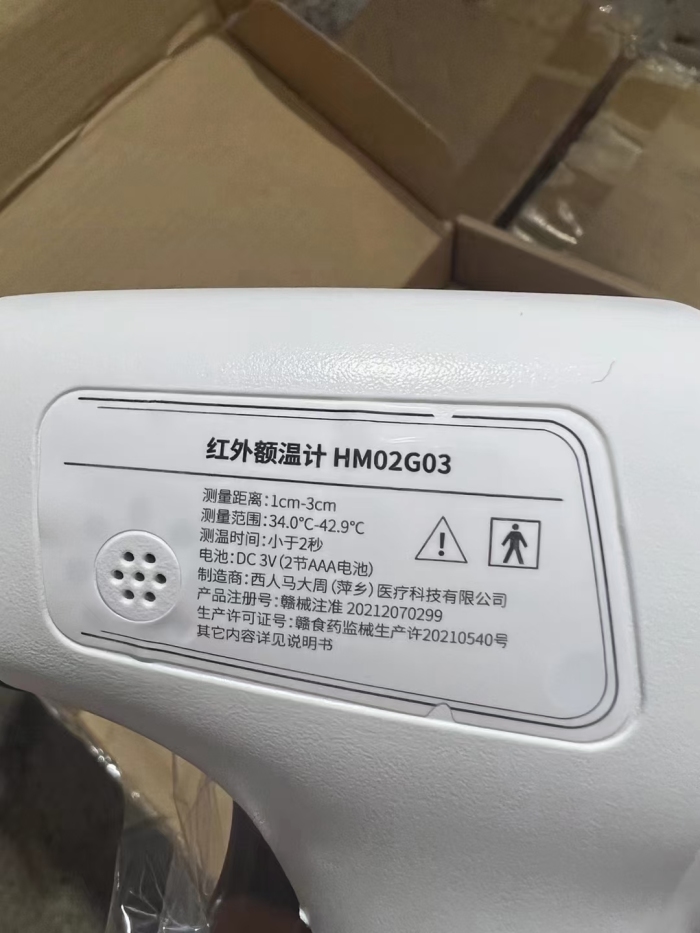 红外额温计 HM02G03
测量距离:1cm-3cm
测量范围:34.0℃-42.9℃
测温时间:小于2秒
电池:DC 3V(2节AAA电池)
制造商:西人马大周(萍乡)医疗科技有限公司
产品注册号:赣械注准 20212070299
生产许可证号:赣食药监械生产许20210540号
其它内容详见说明书